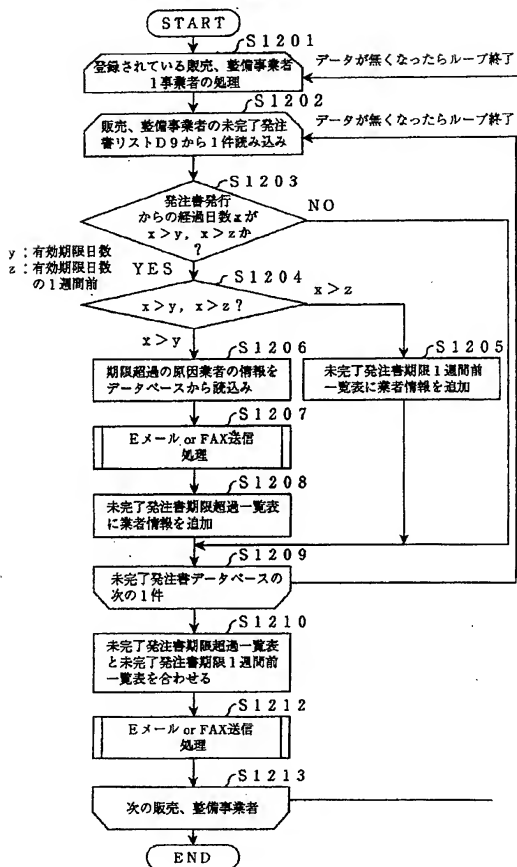 START
S1201
登録されている販売、整備事業者
1事業者の処理
データが無くなったらループ終了
S1202
販売、整備事業者の未完了発注
書リストD9から1件読み込み
データが無くなったらループ終了
S1203
発注書発行
からの経過日数xが
x>y, x>zか
?
NO
y:有効期限日数
z:有効期限日数
の1週間前
YES
S1204
x>y, x>z?
x>z
x>y
S1206
期限超過の原因業者の情報を
データベースから読込み
S1205
未完了発注書期限1週間前
一覧表に業者情報を追加
S1207
Eメール or FAX送信
処理
S1208
未完了発注書期限超過一覧表
に業者情報を追加
S1209
未完了発注書データベースの
次の1件
S1210
未完了発注書期限超過一覧表
と未完了発注書期限1週間前
一覧表を合わせる
S1212
Eメール or FAX送信
処理
S1213
次の販売、整備事業者
END